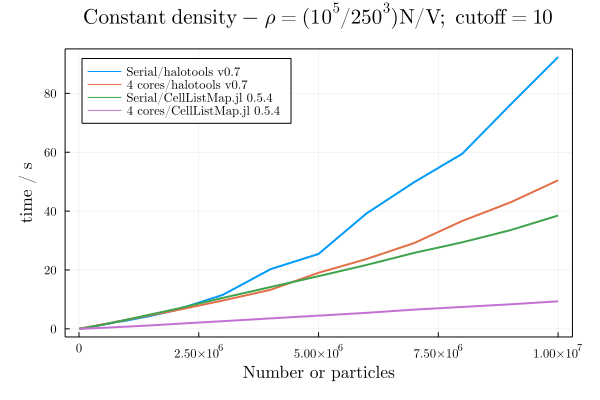 Constant density − ρ = (10⁵/250³)N/V; cutoff = 10
Serial/halotools v0.7
4 cores/halotools v0.7
Serial/CellListMap.jl 0.5.4
4 cores/CellListMap.jl 0.5.4
80
60
40
20
0
time / s
0 2.50×10⁶ 5.00×10⁶ 7.50×10⁶ 1.00×10⁷
Number or particles